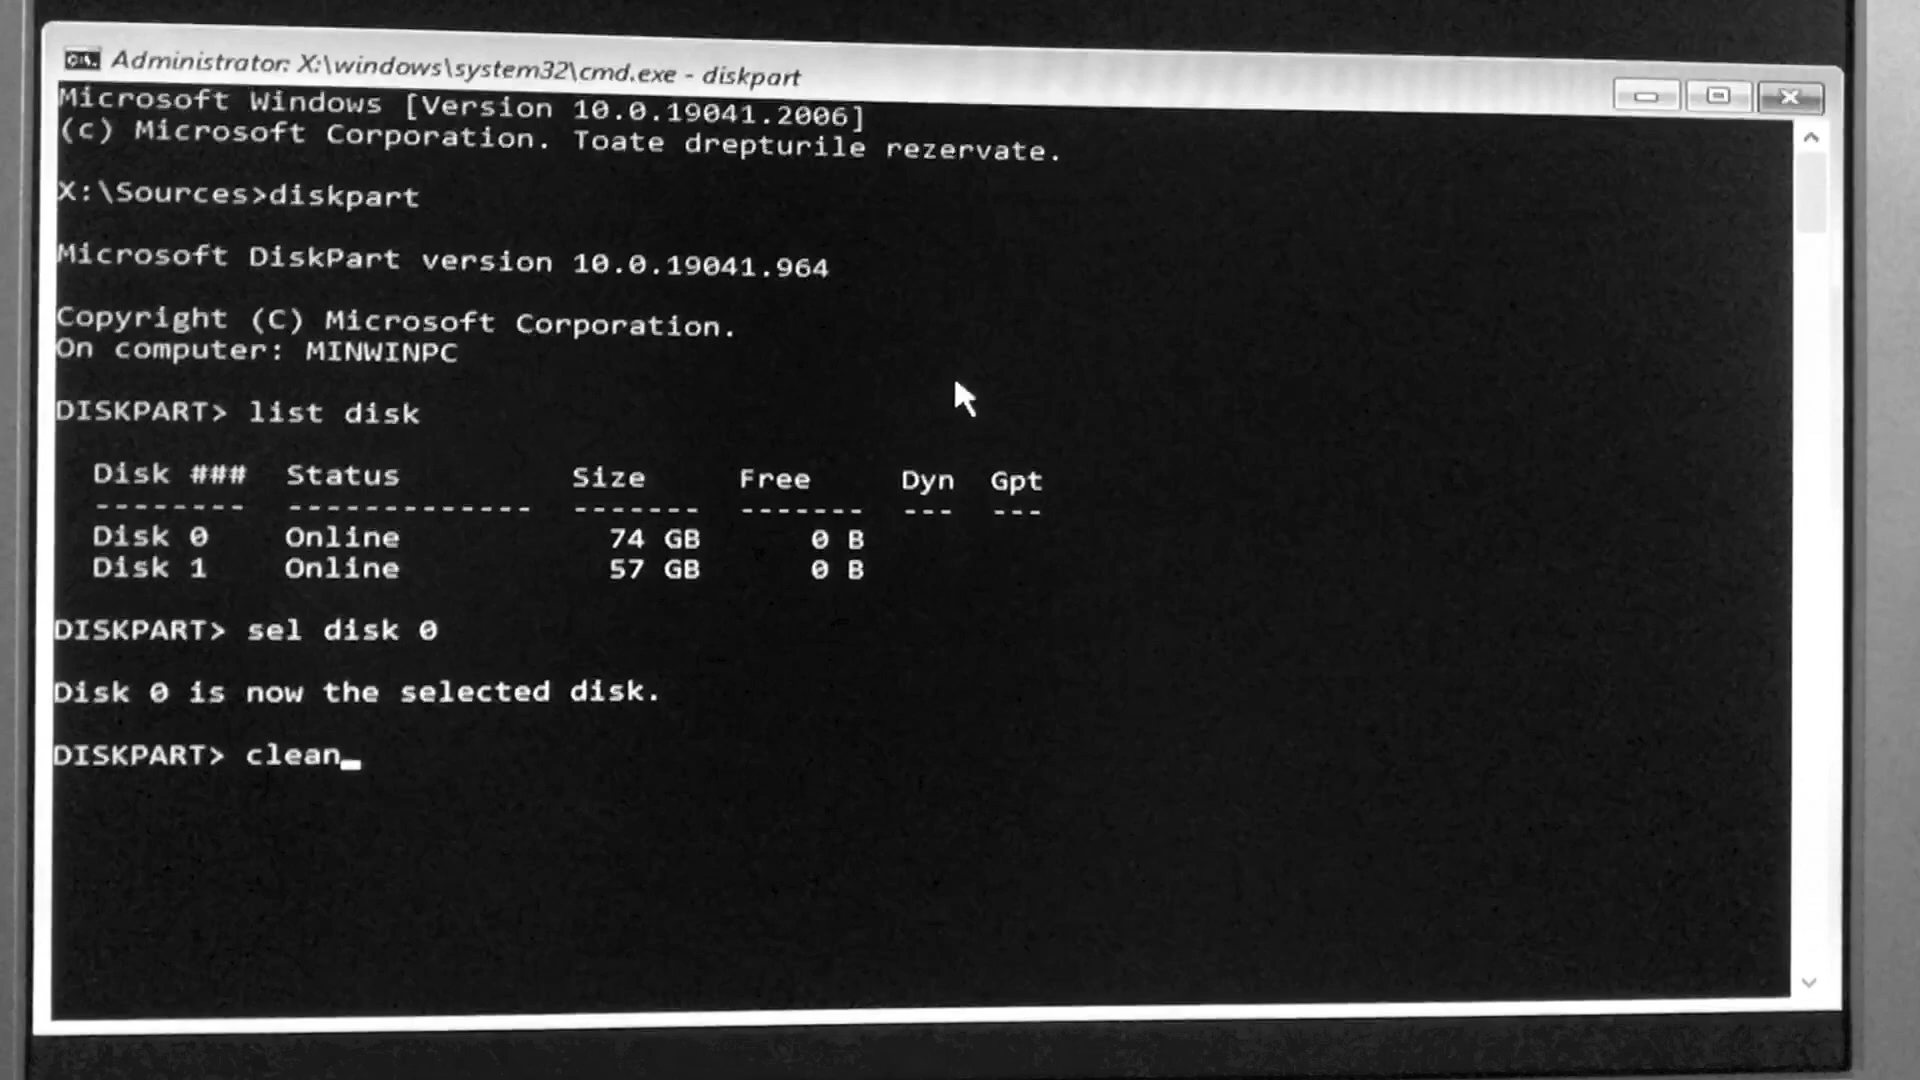 Administrator: X:\windows\system32\cmd.exe - diskpart
Microsoft Windows [Version 10.0.19041.2006]
(c) Microsoft Corporation. Toate drepturile rezervate.
X:\Sources>diskpart
Microsoft DiskPart version 10.0.19041.964
Copyright (C) Microsoft Corporation.
On computer: MINWINPC
DISKPART> list disk
Disk ### Status Size Free Dyn Gpt
-------- ------------- ------- ------- --- ---
Disk 0 Online 74 GB 0 B
Disk 1 Online 57 GB 0 B
DISKPART> sel disk 0
Disk 0 is now the selected disk.
DISKPART> clean_